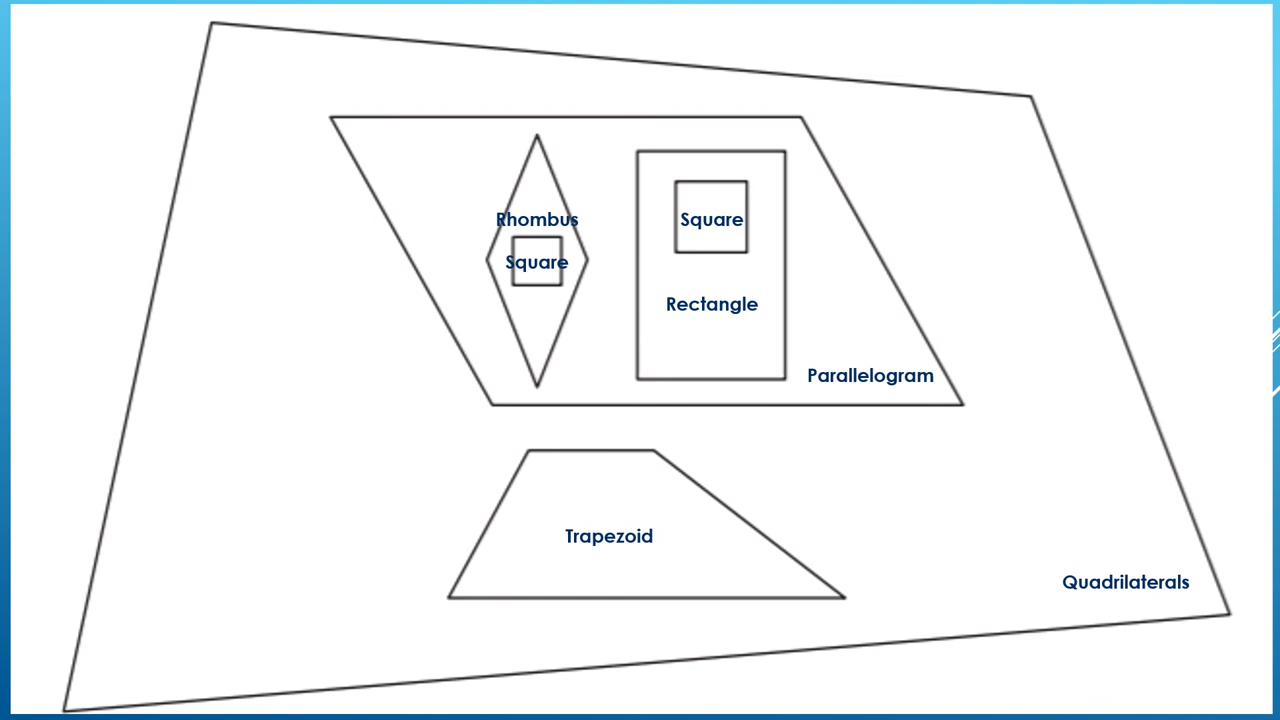 Rhombus
Square
Square
Rectangle
Parallelogram
Trapezoid
Quadrilaterals